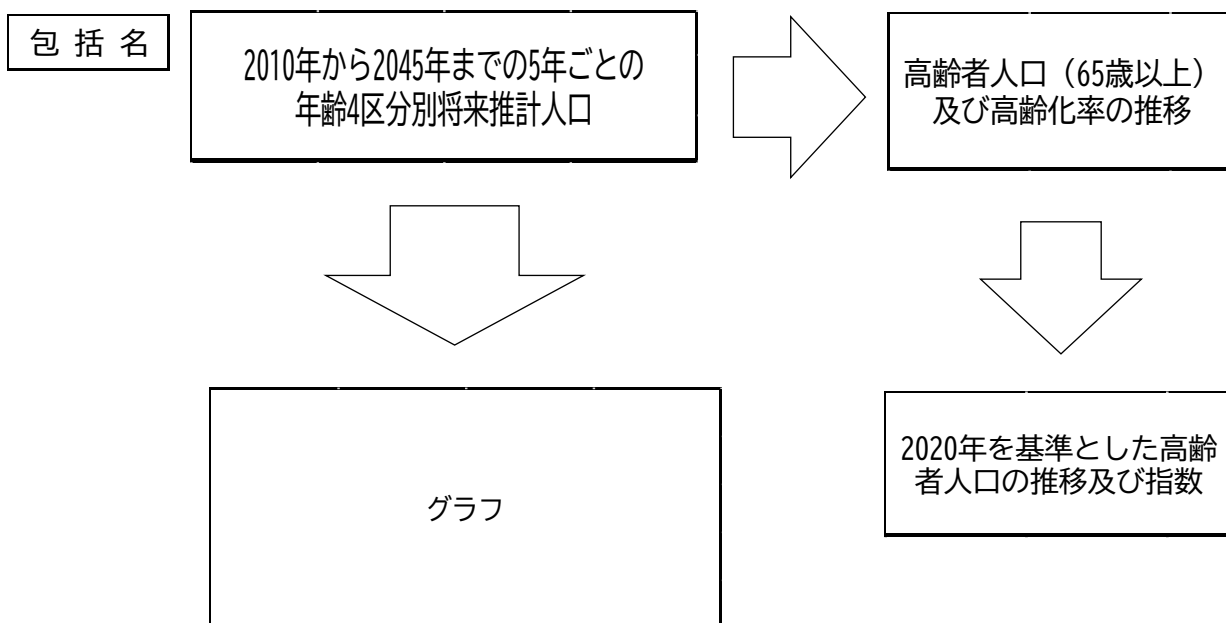 包括名
2010年から2045年までの5年ごとの
年齢4区分別将来推計人口
高齢者人口（65歳以上）
及び高齢化率の推移
グラフ
2020年を基準とした高齢
者人口の推移及び指数